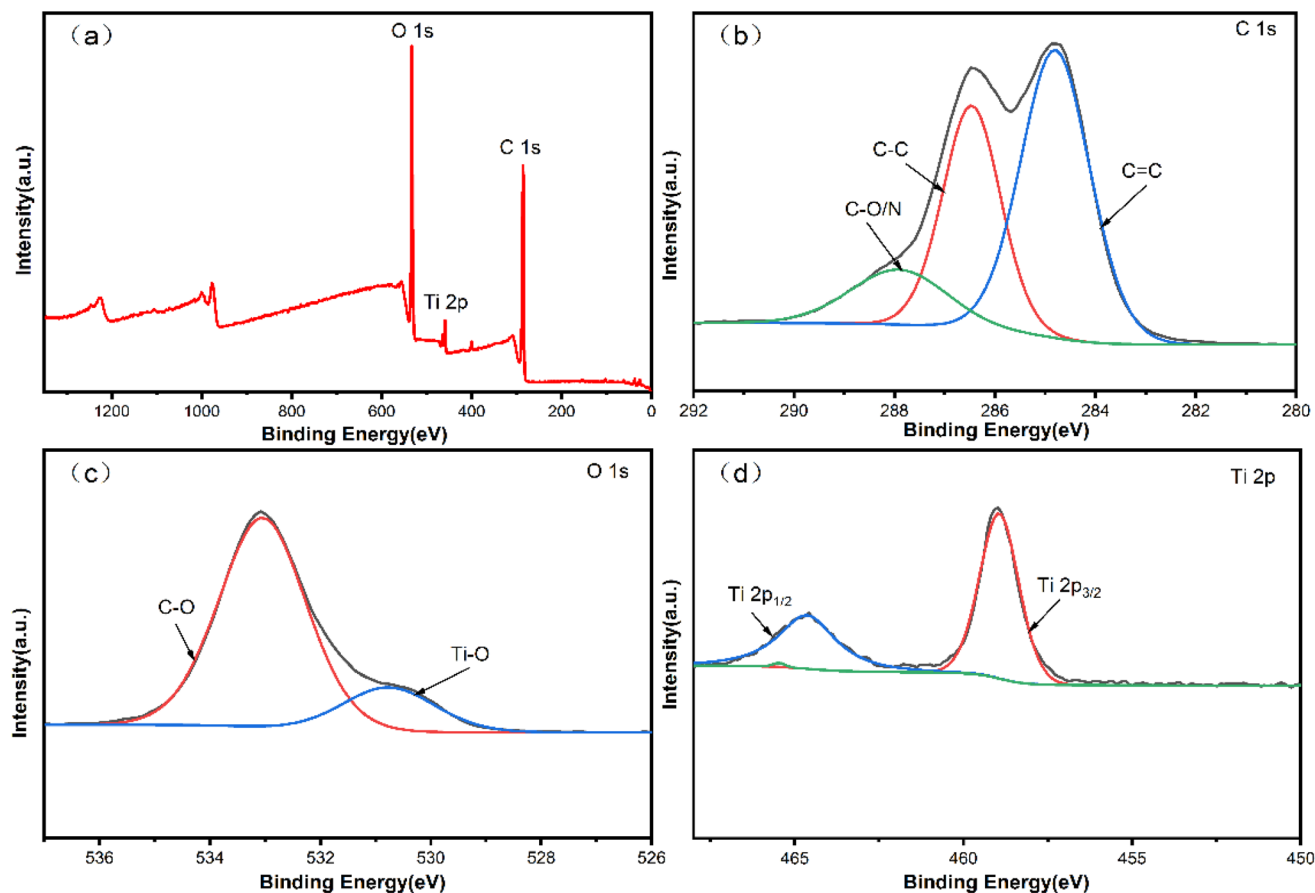 （a）
O 1s
C 1s
Ti 2p
Intensity(a.u.)
1200 1000 800 600 400 200 0
Binding Energy(eV)
（b）
C 1s
C-C
C=C
C-O/N
Intensity(a.u.)
292 290 288 286 284 282 280
Binding Energy(eV)
（c）
O 1s
C-O
Ti-O
Intensity(a.u.)
536 534 532 530 528 526
Binding Energy(eV)
（d）
Ti 2p
Ti 2p1/2
Ti 2p3/2
Intensity(a.u.)
465 460 455 450
Binding Energy(eV)